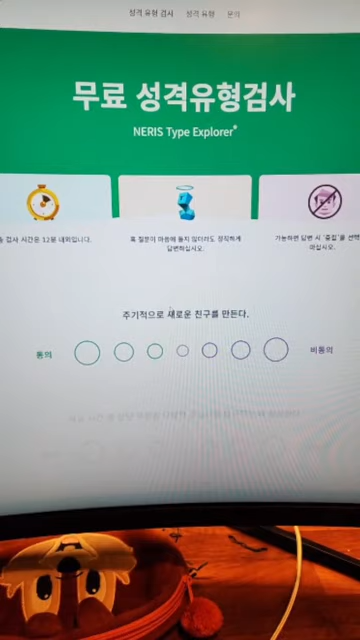 성격 유형 검사 성격 유형 문의
무료 성격유형검사
NERIS Type Explorer®
검사 시간은 12분 내외입니다.
혹 질문이 마음에 들지 않더라도 정직하게
답변하십시오.
가능하면 답변 시 '중립'을 선택
마십시오.
주기적으로 새로운 친구를 만든다.
동의 비동의